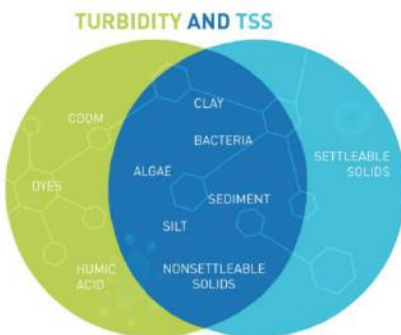 TURBIDITY AND TSS
CLAY
CDOM
BACTERIA
SETTLEABLE
SOLIDS
ALGAE
DYES
SEDIMENT
SILT
HUMIC
ACID
NONSETTLEABLE
SOLIDS